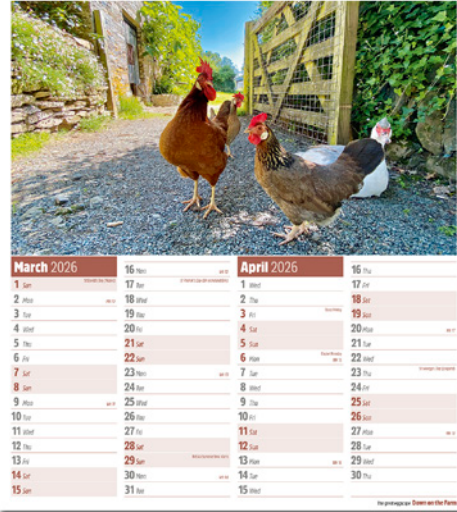 March 2026
1 Sun
2 Mon
3 Tue
4 Wed
5 Thu
6 Fri
7 Sat
8 Sun
9 Mon
10 Tue
11 Wed
12 Thu
13 Fri
14 Sat
15 Sun
16 Mon
17 Tue
18 Wed
19 Thu
20 Fri
21 Sat
22 Sun
23 Mon
24 Tue
25 Wed
26 Thu
27 Fri
28 Sat
29 Sun
30 Mon
31 Tue
April 2026
1 Wed
2 Thu
3 Fri
4 Sat
5 Sun
6 Mon
7 Tue
8 Wed
9 Thu
10 Fri
11 Sat
12 Sun
13 Mon
14 Tue
15 Wed
16 Thu
17 Fri
18 Sat
19 Sun
20 Mon
21 Tue
22 Wed
23 Thu
24 Fri
25 Sat
26 Sun
27 Mon
28 Tue
29 Wed
30 Thu
Down on the Farm